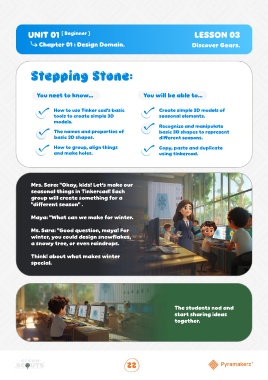 UNIT 01 [ Beginner ]
LESSON 03
Chapter 01 : Design Domain.
Discover Gears.
Stepping Stone:
You neet to know...
You will be able to...
How to use Tinker cad's basic
tools to create simple 3D
models.
The names and properties of
basic 3D shapes.
How to group, align things
and make holes.
Create simple 3D models of
seasonal elements.
Recognize and manipulate
basic 3D shapes to represent
different seasons.
Copy, paste and duplicate
using tinkercad.
Mrs. Sara: "Okay, kids! Let's make our
seasonal things in Tinkercad! Each
group will create something for a
"different season" .
Maya: "What can we make for winter.
Ms. Sara: "Good question, maya! For
winter, you could design snowflakes,
a snowy tree, or even raindrops.
Think! about what makes winter
special.
The students nod and
start sharing ideas
together.
22
Pyramakerz